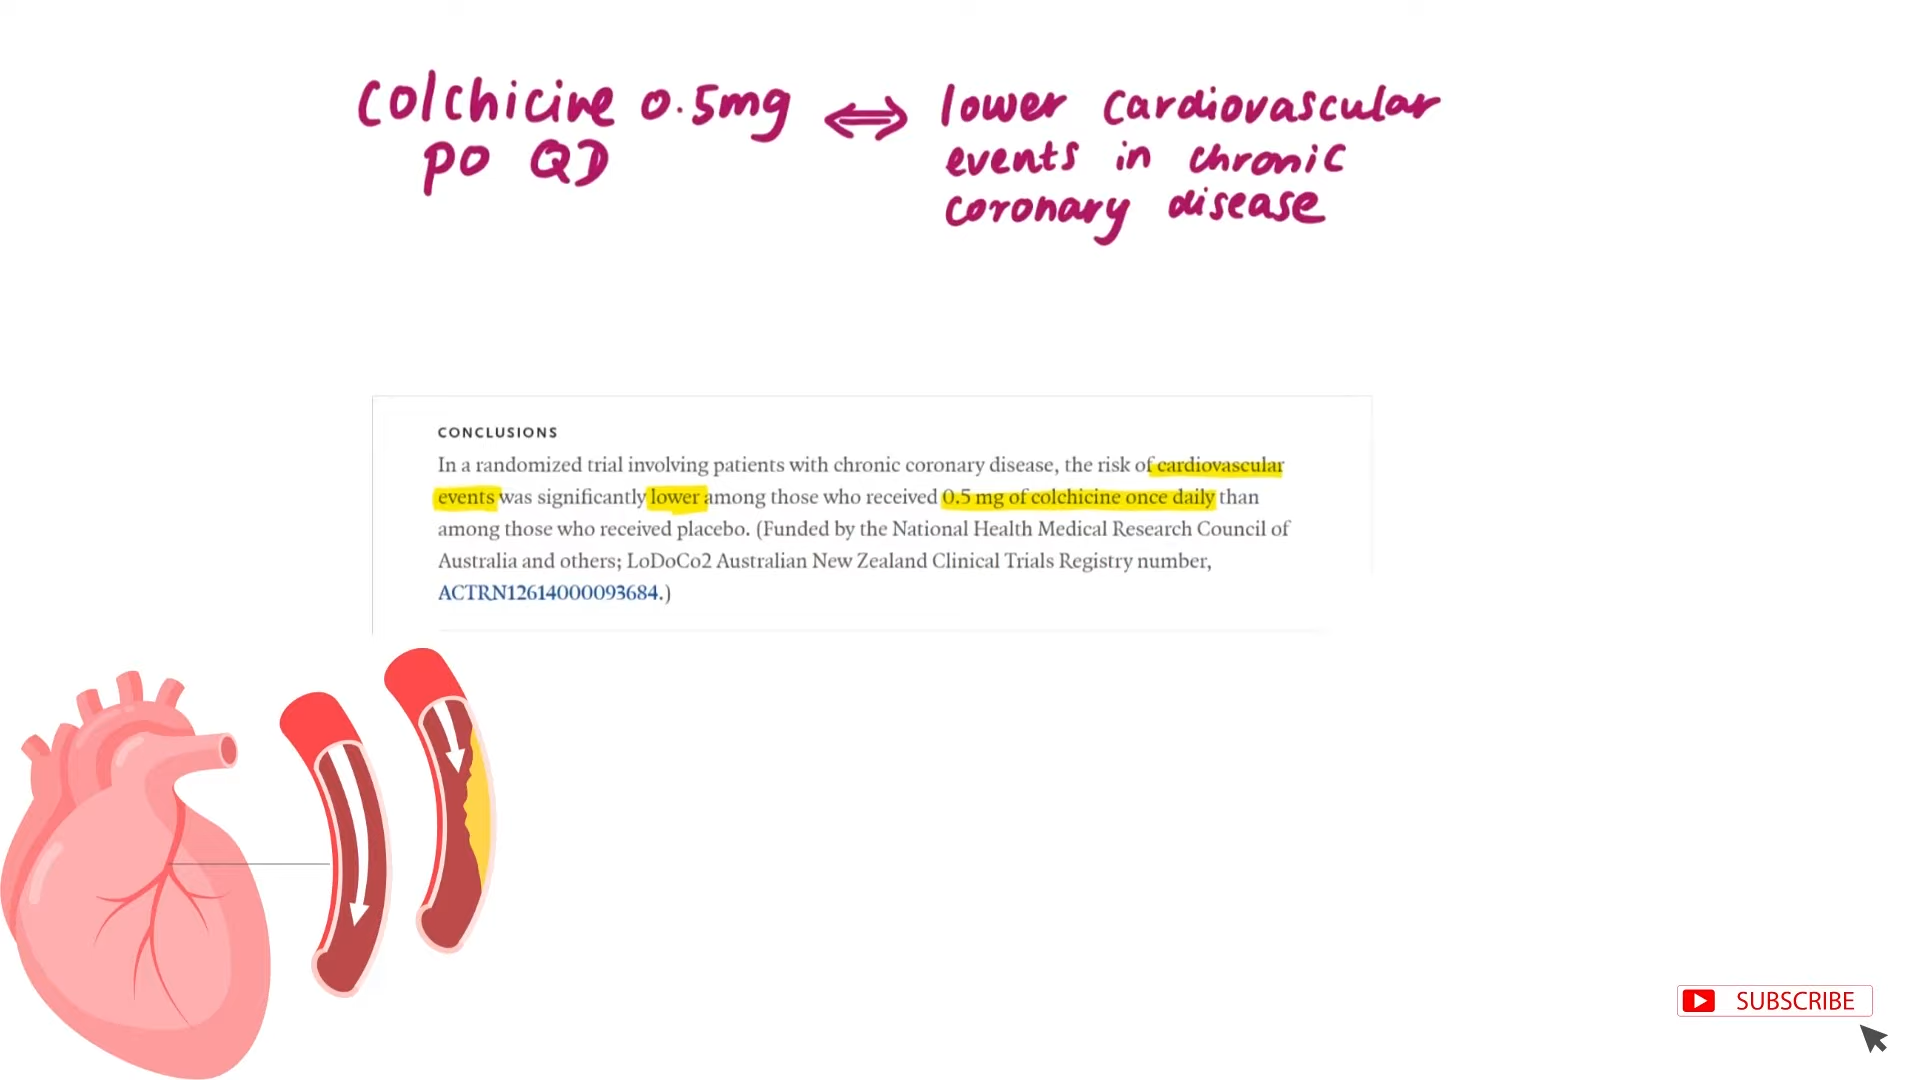 Colchicine 0.5mg ⇔ lower cardiovascular
PO QD events in chronic
coronary disease
CONCLUSIONS
In a randomized trial involving patients with chronic coronary disease, the risk of cardiovascular
events was significantly lower among those who received 0.5 mg of colchicine once daily than
among those who received placebo. (Funded by the National Health Medical Research Council of
Australia and others; LoDoCo2 Australian New Zealand Clinical Trials Registry number,
ACTRN12614000093684.)
SUBSCRIBE